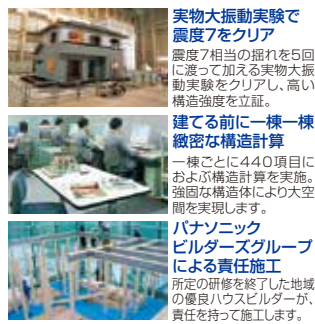 実物大振動実験で
震度7をクリア
震度7相当の揺れを5回
に渡って加える実物大振
動実験をクリアし、高い
構造強度を立証。
建てる前に一棟一棟
緻密な構造計算
一棟ごとに440項目に
およぶ構造計算を実施。
強固な構造体により大空
間を実現します。
パナソニック
ビルダーズグループ
による責任施工
所定の研修を終了した地域
の優良ハウスビルダーが、
責任を持って施工します。